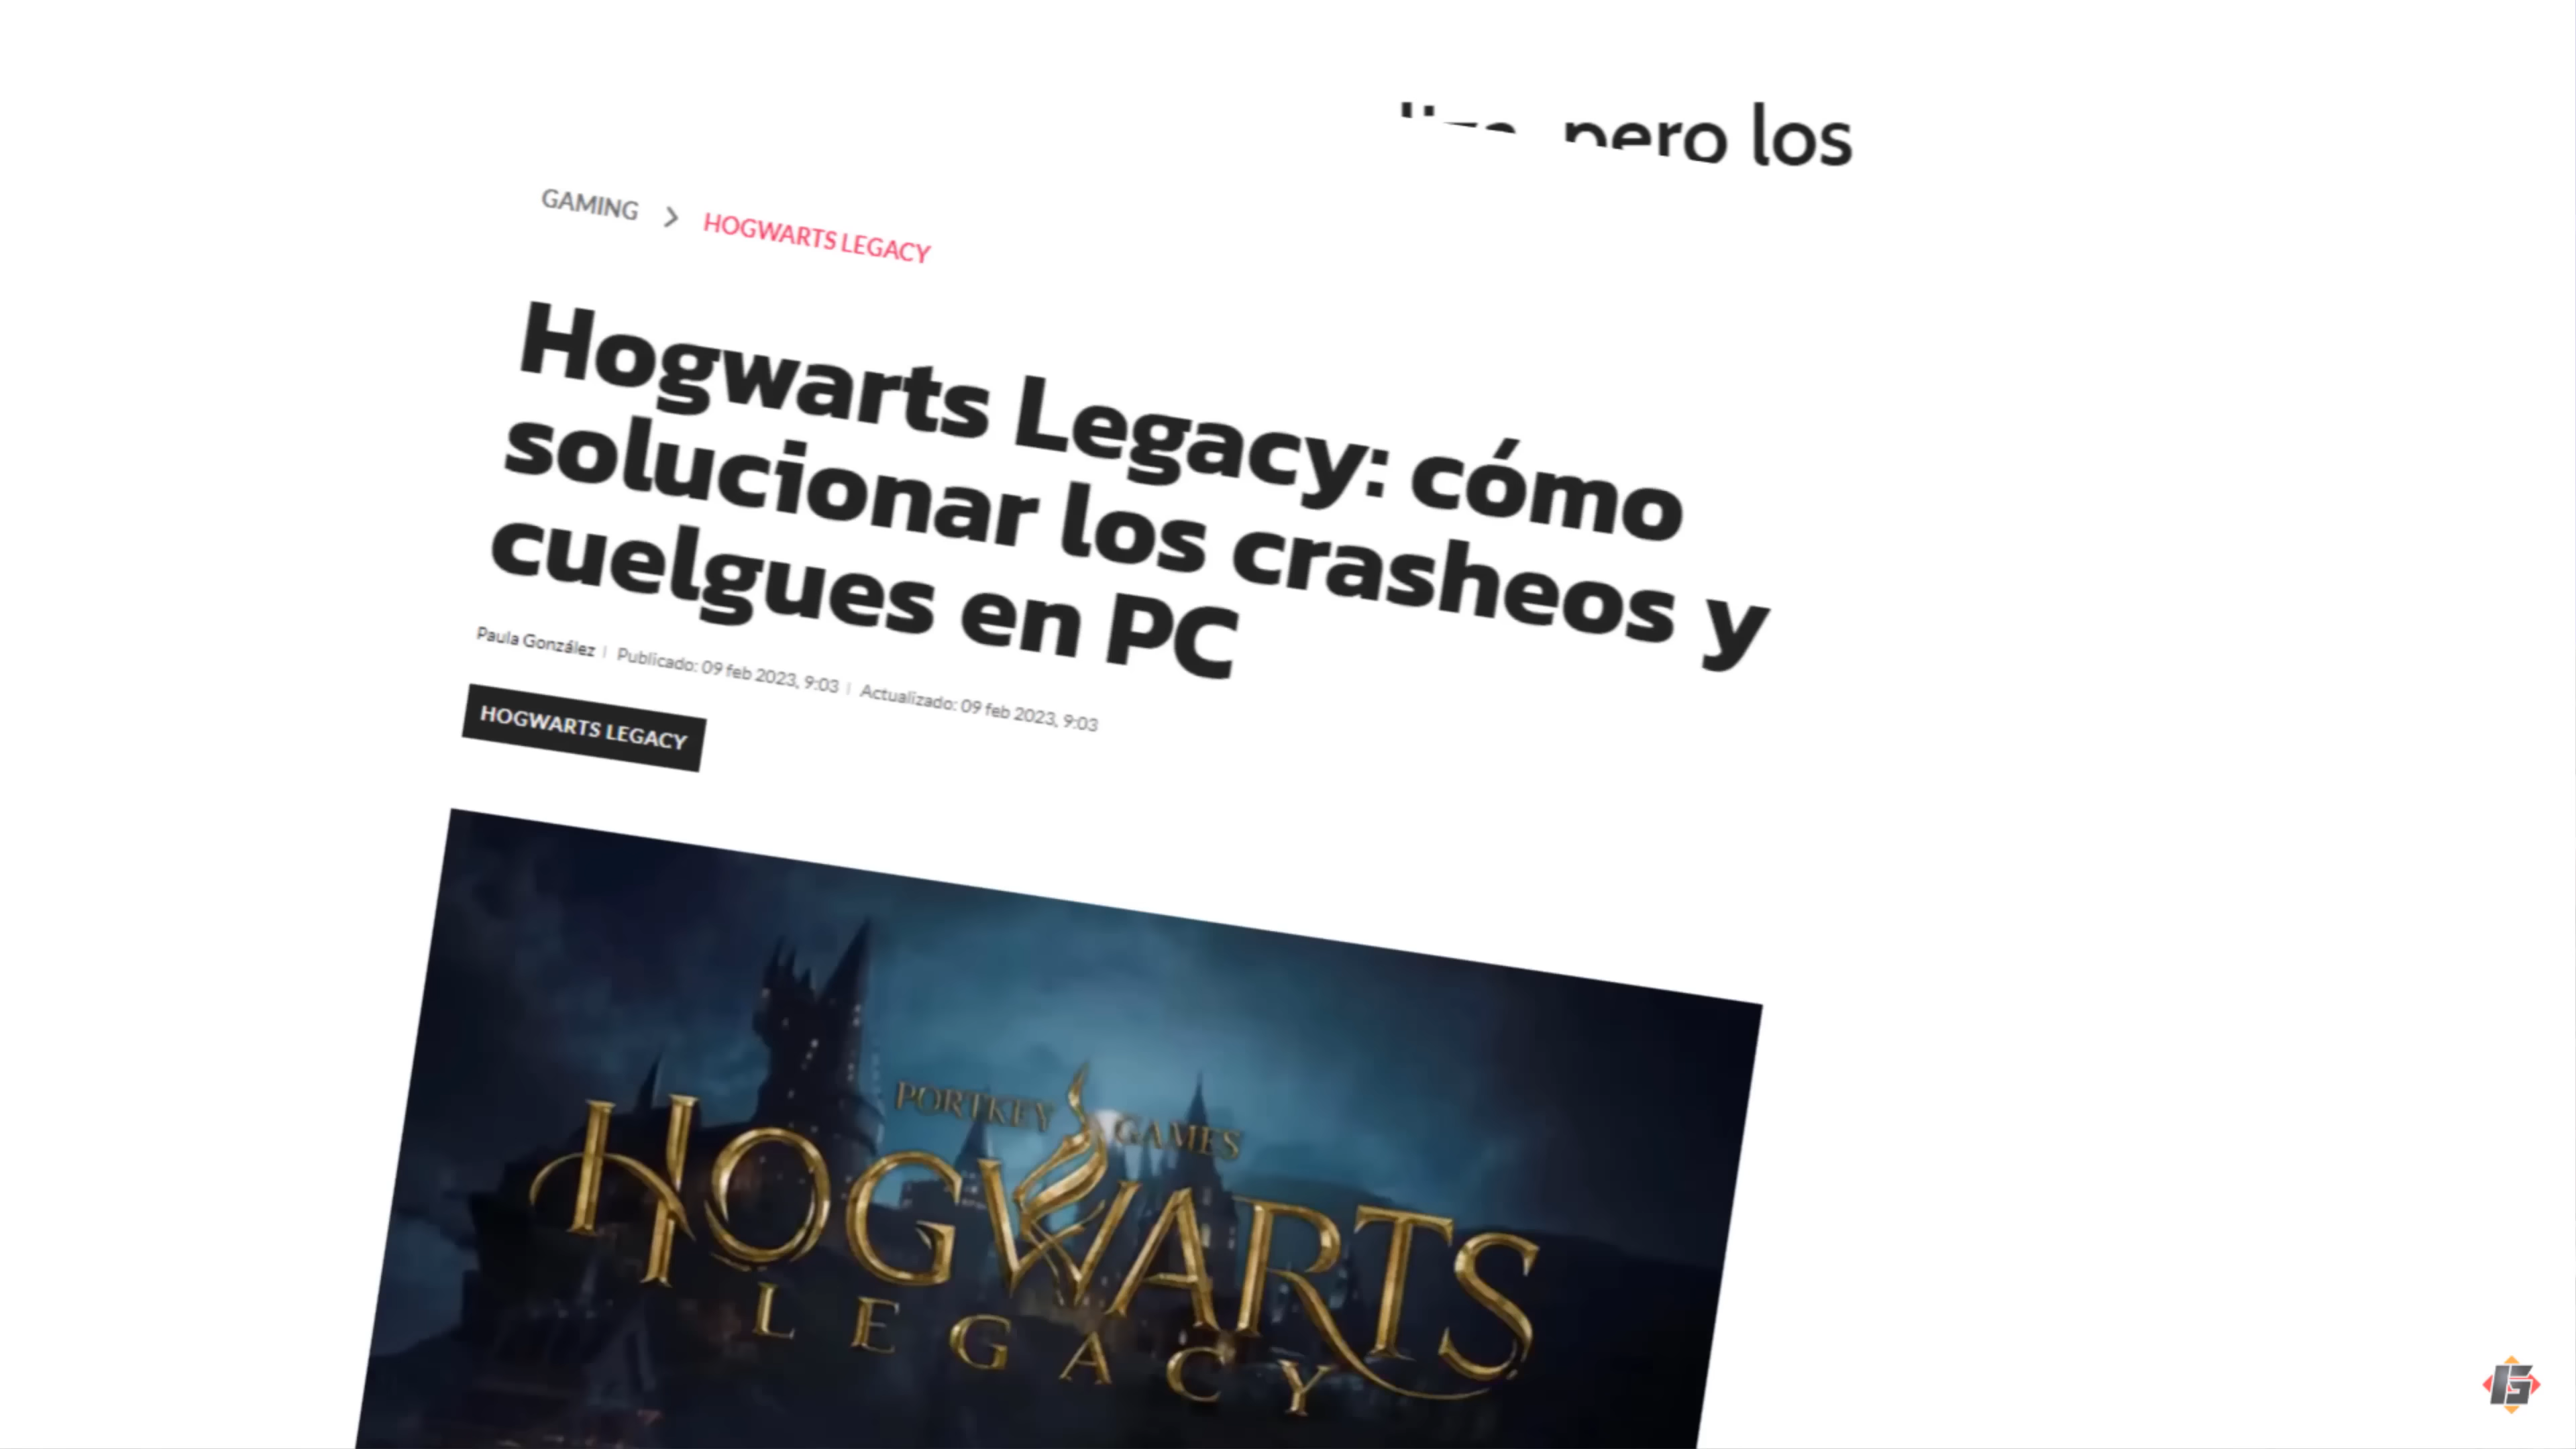 pero los
GAMING > HOGWARTS LEGACY
Hogwarts Legacy: cómo
solucionar los crasheos y
cuelgues en PC
Paula González | Publicado: 09 feb 2023, 9:03 | Actualizado: 09 feb 2023, 9:03
HOGWARTS LEGACY
PORTKEY GAMES
HOGWARTS
LEGACY